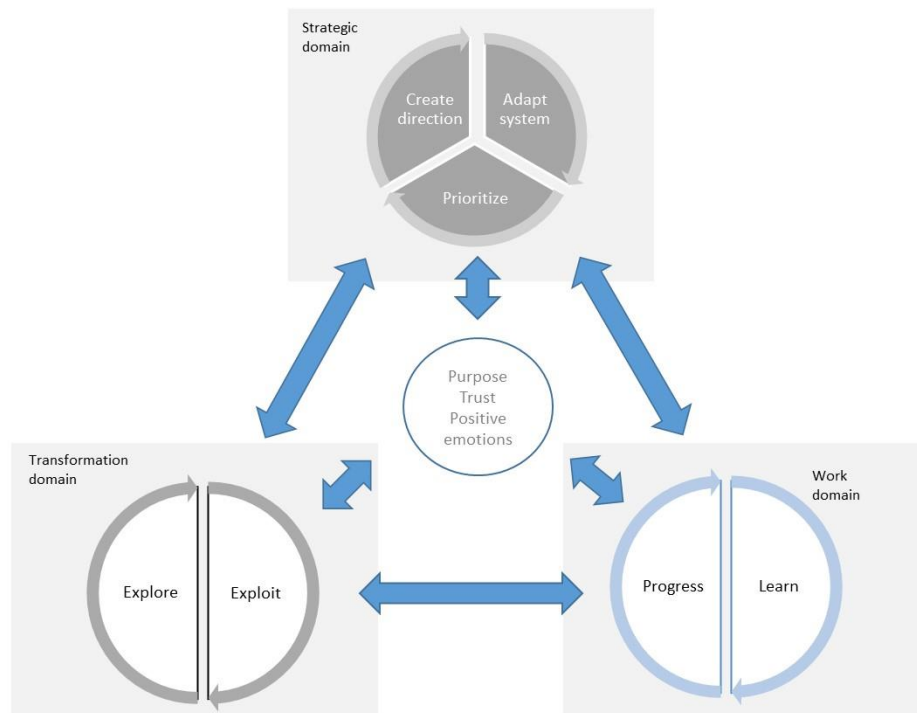 Strategic
domain
Create
direction
Adapt
system
Prioritize
Purpose
Trust
Positive
emotions
Transformation
domain
Explore
Exploit
Work
domain
Progress
Learn